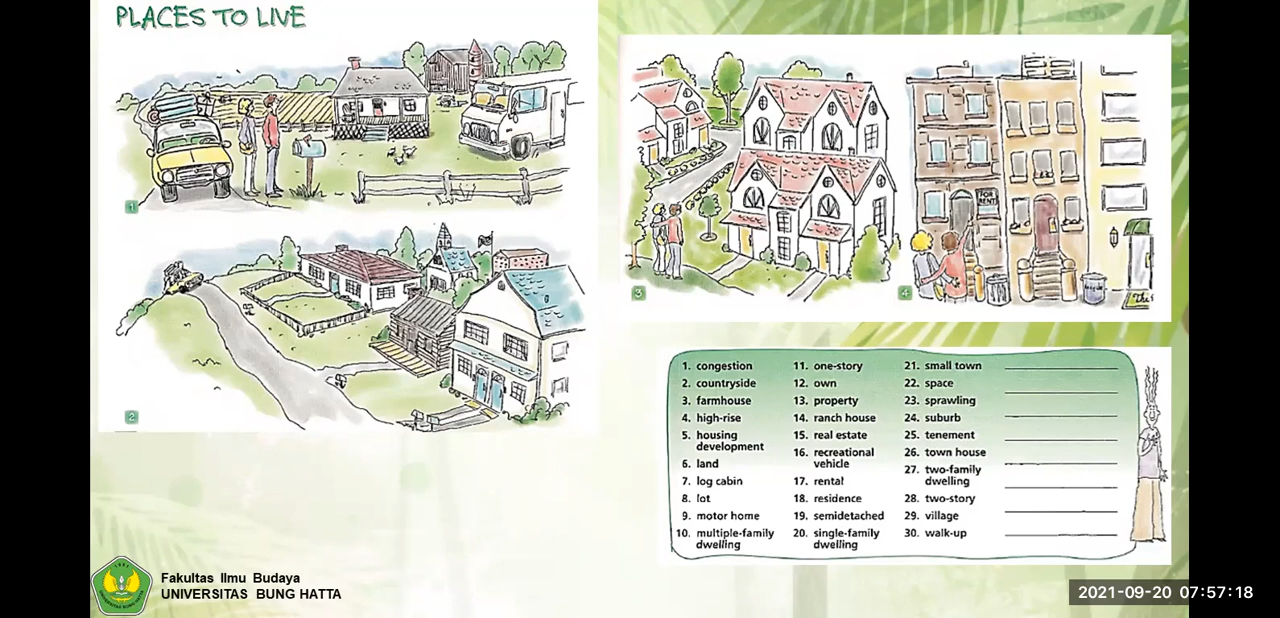 PLACES TO LIVE
1
2
3
4
FOR
RENT
1. congestion
2. countryside
3. farmhouse
4. high-rise
5. housing
development
6. land
7. log cabin
8. lot
9. motor home
10. multiple-family
dwelling
11. one-story
12. own
13. property
14. ranch house
15. real estate
16. recreational
vehicle
17. rental
18. residence
19. semidetached
20. single-family
dwelling
21. small town
22. space
23. sprawling
24. suburb
25. tenement
26. town house
27. two-family
dwelling
28. two-story
29. village
30. walk-up
Fakultas Ilmu Budaya
UNIVERSITAS BUNG HATTA
2021-09-20 07:57:18